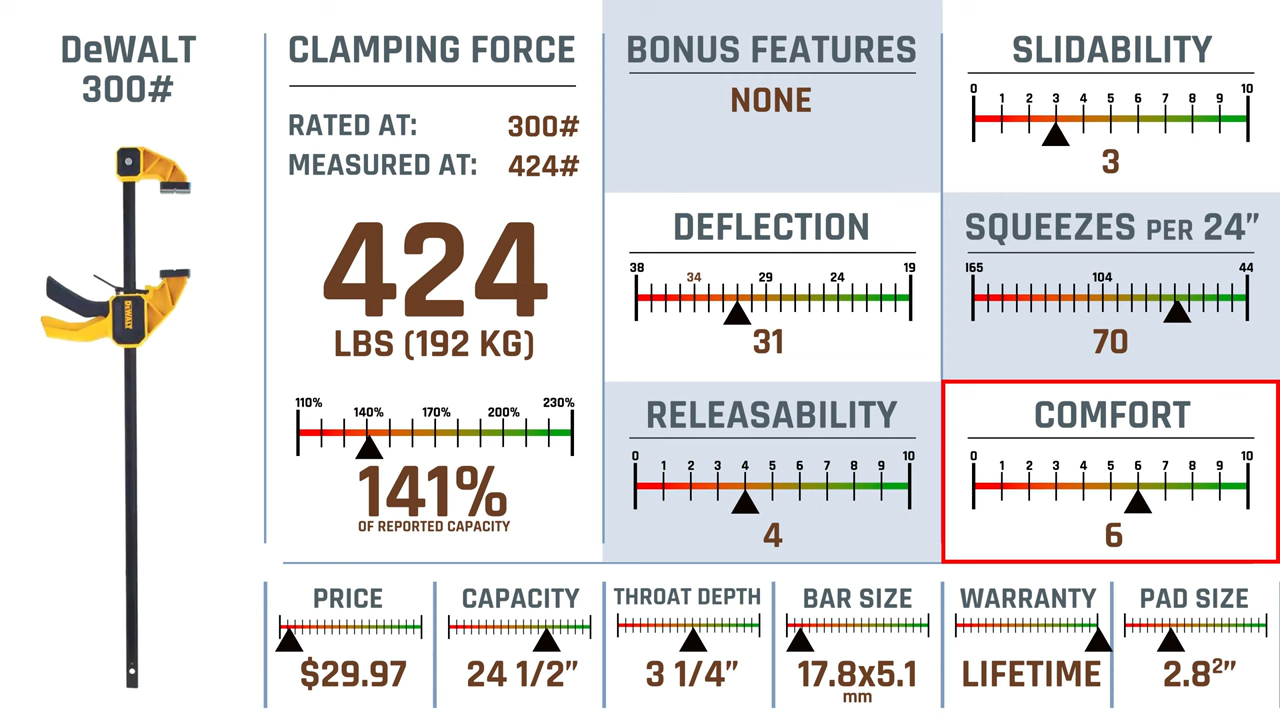 DeWALT
300#
DEWALT
CLAMPING FORCE
RATED AT: 300#
MEASURED AT: 424#
424
LBS (192 KG)
110% 140% 170% 200% 230%
141%
OF REPORTED CAPACITY
BONUS FEATURES
NONE
SLIDABILITY
0 1 2 3 4 5 6 7 8 9 10
3
DEFLECTION
38 34 29 24 19
31
SQUEEZES PER 24”
165 104 44
70
RELEASABILITY
0 1 2 3 4 5 6 7 8 9 10
4
COMFORT
0 1 2 3 4 5 6 7 8 9 10
6
PRICE
$29.97
CAPACITY
24 1/2”
THROAT DEPTH
3 1/4”
BAR SIZE
17.8x5.1
mm
WARRANTY
LIFETIME
PAD SIZE
2.8²”